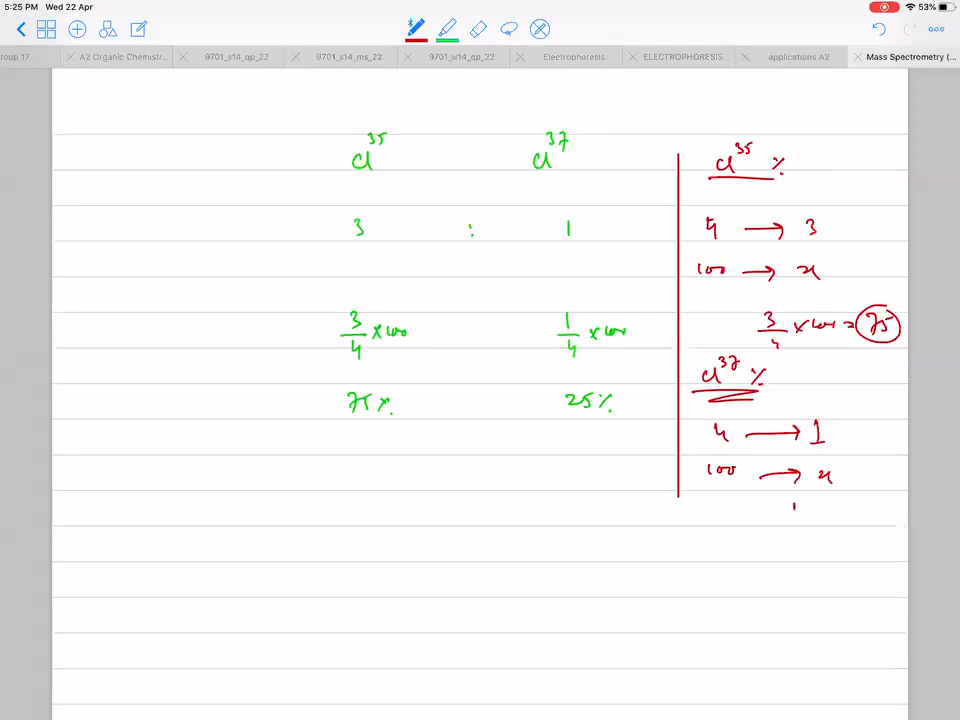 5:25 PM Wed 22 Apr 53%
roup 17 A2 Organic Chemistr... 9701_s14_qp_22 9701_s14_ms_22 9701_w14_qp_22 Electrophoresis ELECTROPHORESIS... applications A2 Mass Spectrometry (...
Cl³⁵ Cl³⁷
3 : 1
3/4 × 100 1/4 × 100
75% 25%
Cl³⁵ %
4 → 3
100 → x
3/4 × 100 = 75
Cl³⁷ %
4 → 1
100 → x